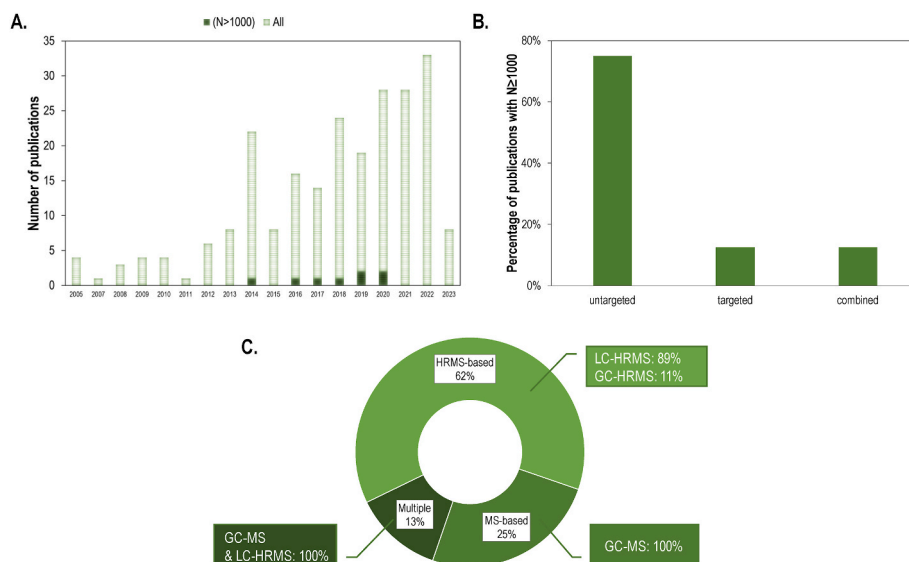 A.
(N>1000) All
Number of publications
35
30
25
20
15
10
5
0
2006 2007 2008 2009 2010 2011 2012 2013 2014 2015 2016 2017 2018 2019 2020 2021 2022 2023
B.
Percentage of publications with N≥1000
80%
60%
40%
20%
0%
untargeted targeted combined
C.
HRMS-based
62%
LC-HRMS: 89%
GC-HRMS: 11%
Multiple
13%
MS-based
25%
GC-MS
& LC-HRMS: 100%
GC-MS: 100%